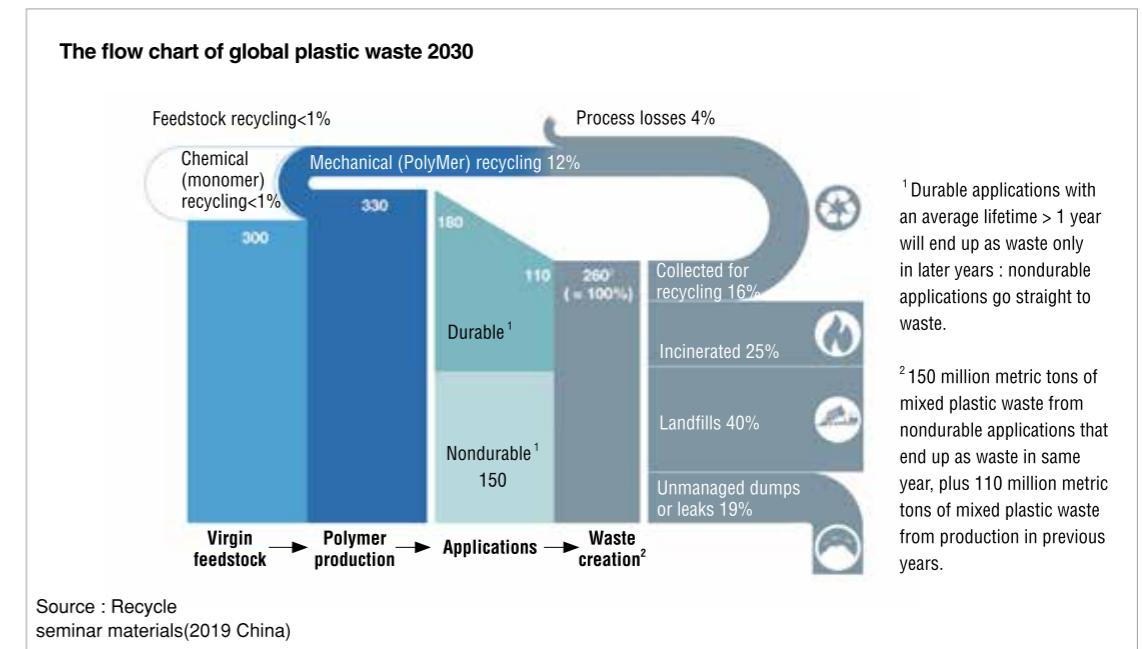 The flow chart of global plastic waste 2030
Feedstock recycling<1%
Process losses 4%
Chemical
(monomer)
recycling<1%
Mechanical (PolyMer) recycling 12%
300
330
180
110
260²
( = 100%)
Durable ¹
Nondurable ¹
150
Collected for
recycling 16%
Incinerated 25%
Landfills 40%
Unmanaged dumps
or leaks 19%
Virgin
feedstock
Polymer
production
Applications
Waste
creation²
¹ Durable applications with
an average lifetime > 1 year
will end up as waste only
in later years : nondurable
applications go straight to
waste.
² 150 million metric tons of
mixed plastic waste from
nondurable applications that
end up as waste in same
year, plus 110 million metric
tons of mixed plastic waste
from production in previous
years.
Source : Recycle
seminar materials(2019 China)